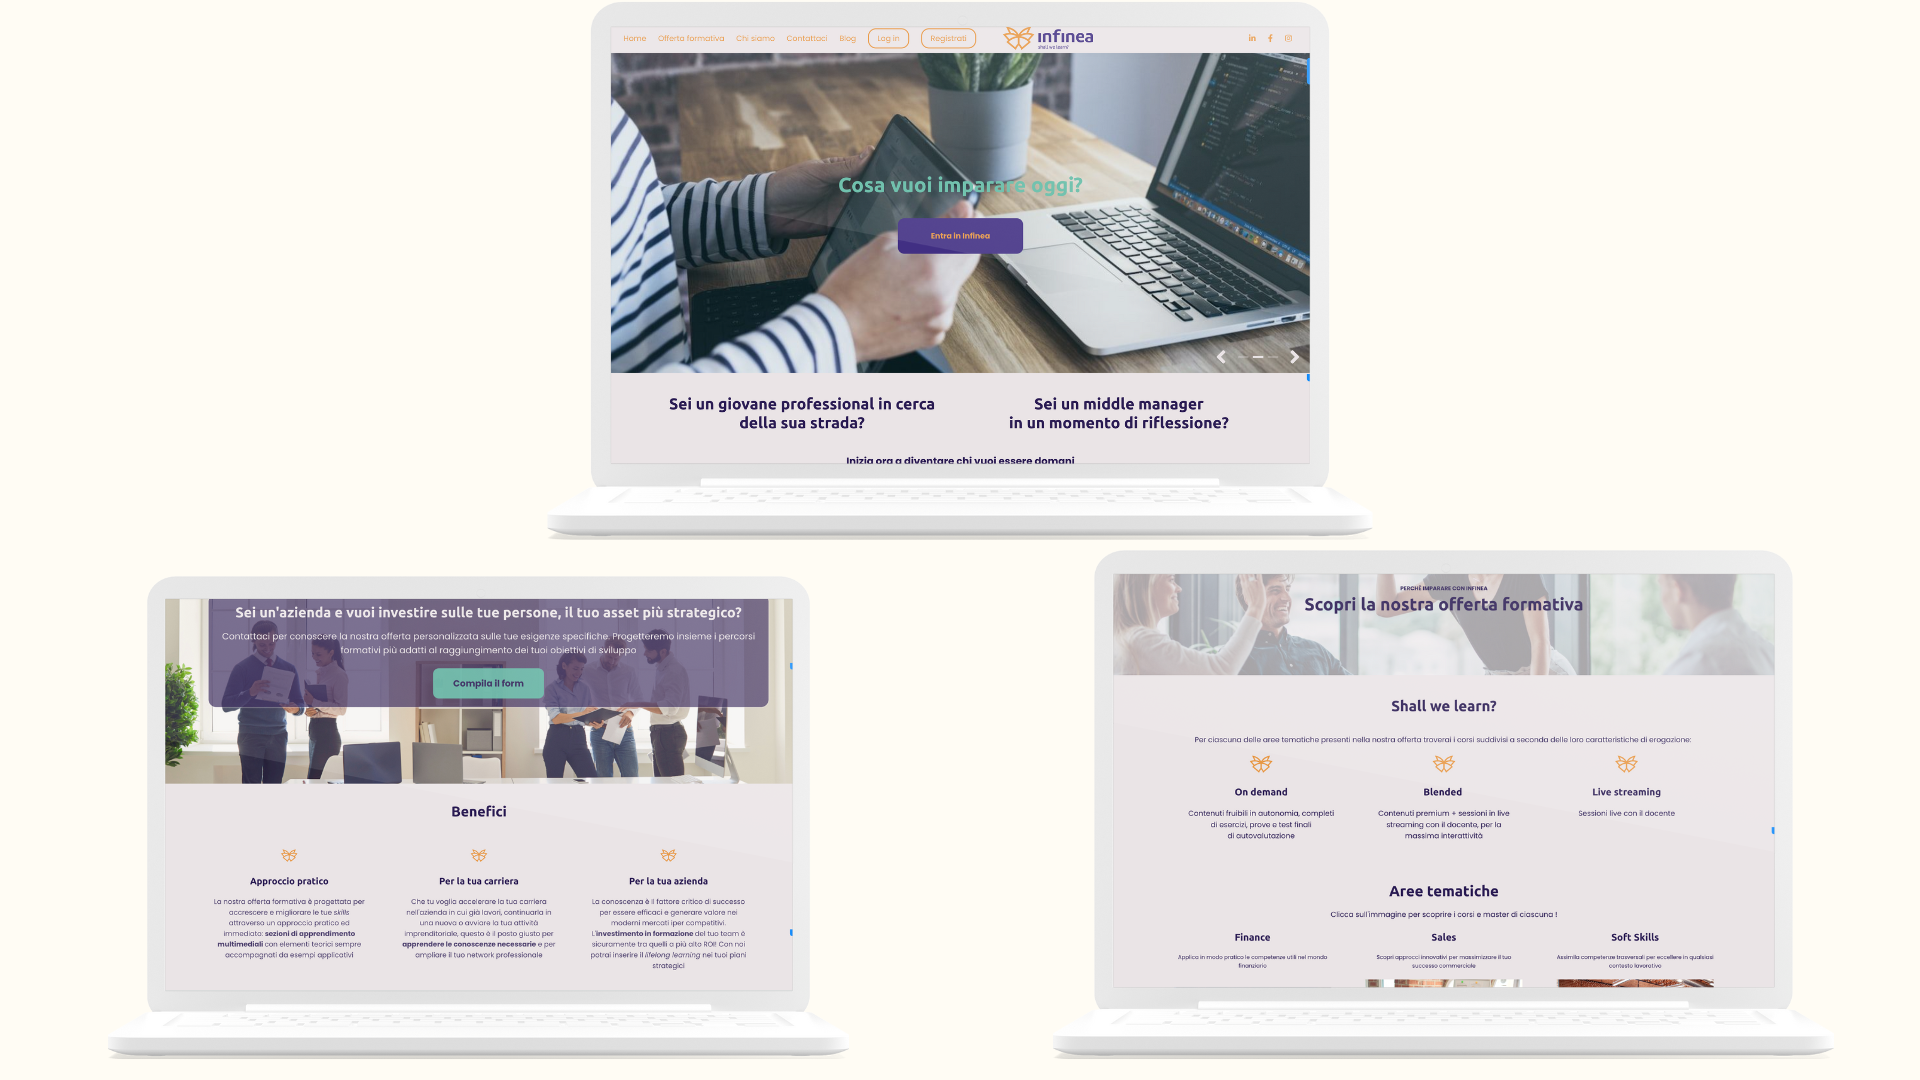 Home Offerta formativa Chi siamo Contattaci Blog Log in Registrati
infinea
shall we learn?
Cosa vuoi imparare oggi?
Entra in Infinea
Sei un giovane professional in cerca
della sua strada?
Sei un middle manager
in un momento di riflessione?
Inizia ora a diventare chi vuoi essere domani
Sei un'azienda e vuoi investire sulle tue persone, il tuo asset più strategico?
Contattaci per conoscere la nostra offerta personalizzata sulle tue esigenze specifiche. Progetteremo insieme i percorsi
formativi più adatti al raggiungimento dei tuoi obiettivi di sviluppo
Compila il form
Benefici
Approccio pratico
La nostra offerta formativa è progettata per
accrescere e migliorare le tue skills
attraverso un approccio pratico ed
immediato: sezioni di apprendimento
multimediali con elementi teorici sempre
accompagnati da esempi applicativi
Per la tua carriera
Che tu voglia accelerare la tua carriera
nell'azienda in cui già lavori, continuarla in
una nuova o avviare la tua attività
imprenditoriale, questo è il posto giusto per
apprendere le conoscenze necessarie e per
ampliare il tuo network professionale
Per la tua azienda
La conoscenza è il fattore critico di successo
per essere efficaci e generare valore nei
moderni mercati iper competitivi.
L'investimento in formazione del tuo team è
sicuramente tra quelli a più alto ROI! Con noi
potrai inserire il lifelong learning nei tuoi piani
strategici
PERCHÉ IMPARARE CON INFINEA
Scopri la nostra offerta formativa
Shall we learn?
Per ciascuna delle aree tematiche presenti nella nostra offerta troverai i corsi suddivisi a seconda delle loro caratteristiche di erogazione:
On demand
Contenuti fruibili in autonomia, completi
di esercizi, prove e test finali
di autovalutazione
Blended
Contenuti premium + sessioni in live
streaming con il docente, per la
massima interattività
Live streaming
Sessioni live con il docente
Aree tematiche
Clicca sull'immagine per scoprire i corsi e master di ciascuna !
Finance
Applica in modo pratico le competenze utili nel mondo
finanziario
Sales
Scopri approcci innovativi per massimizzare il tuo
successo commerciale
Soft Skills
Assimila competenze trasversali per eccellere in qualsiasi
contesto lavorativo